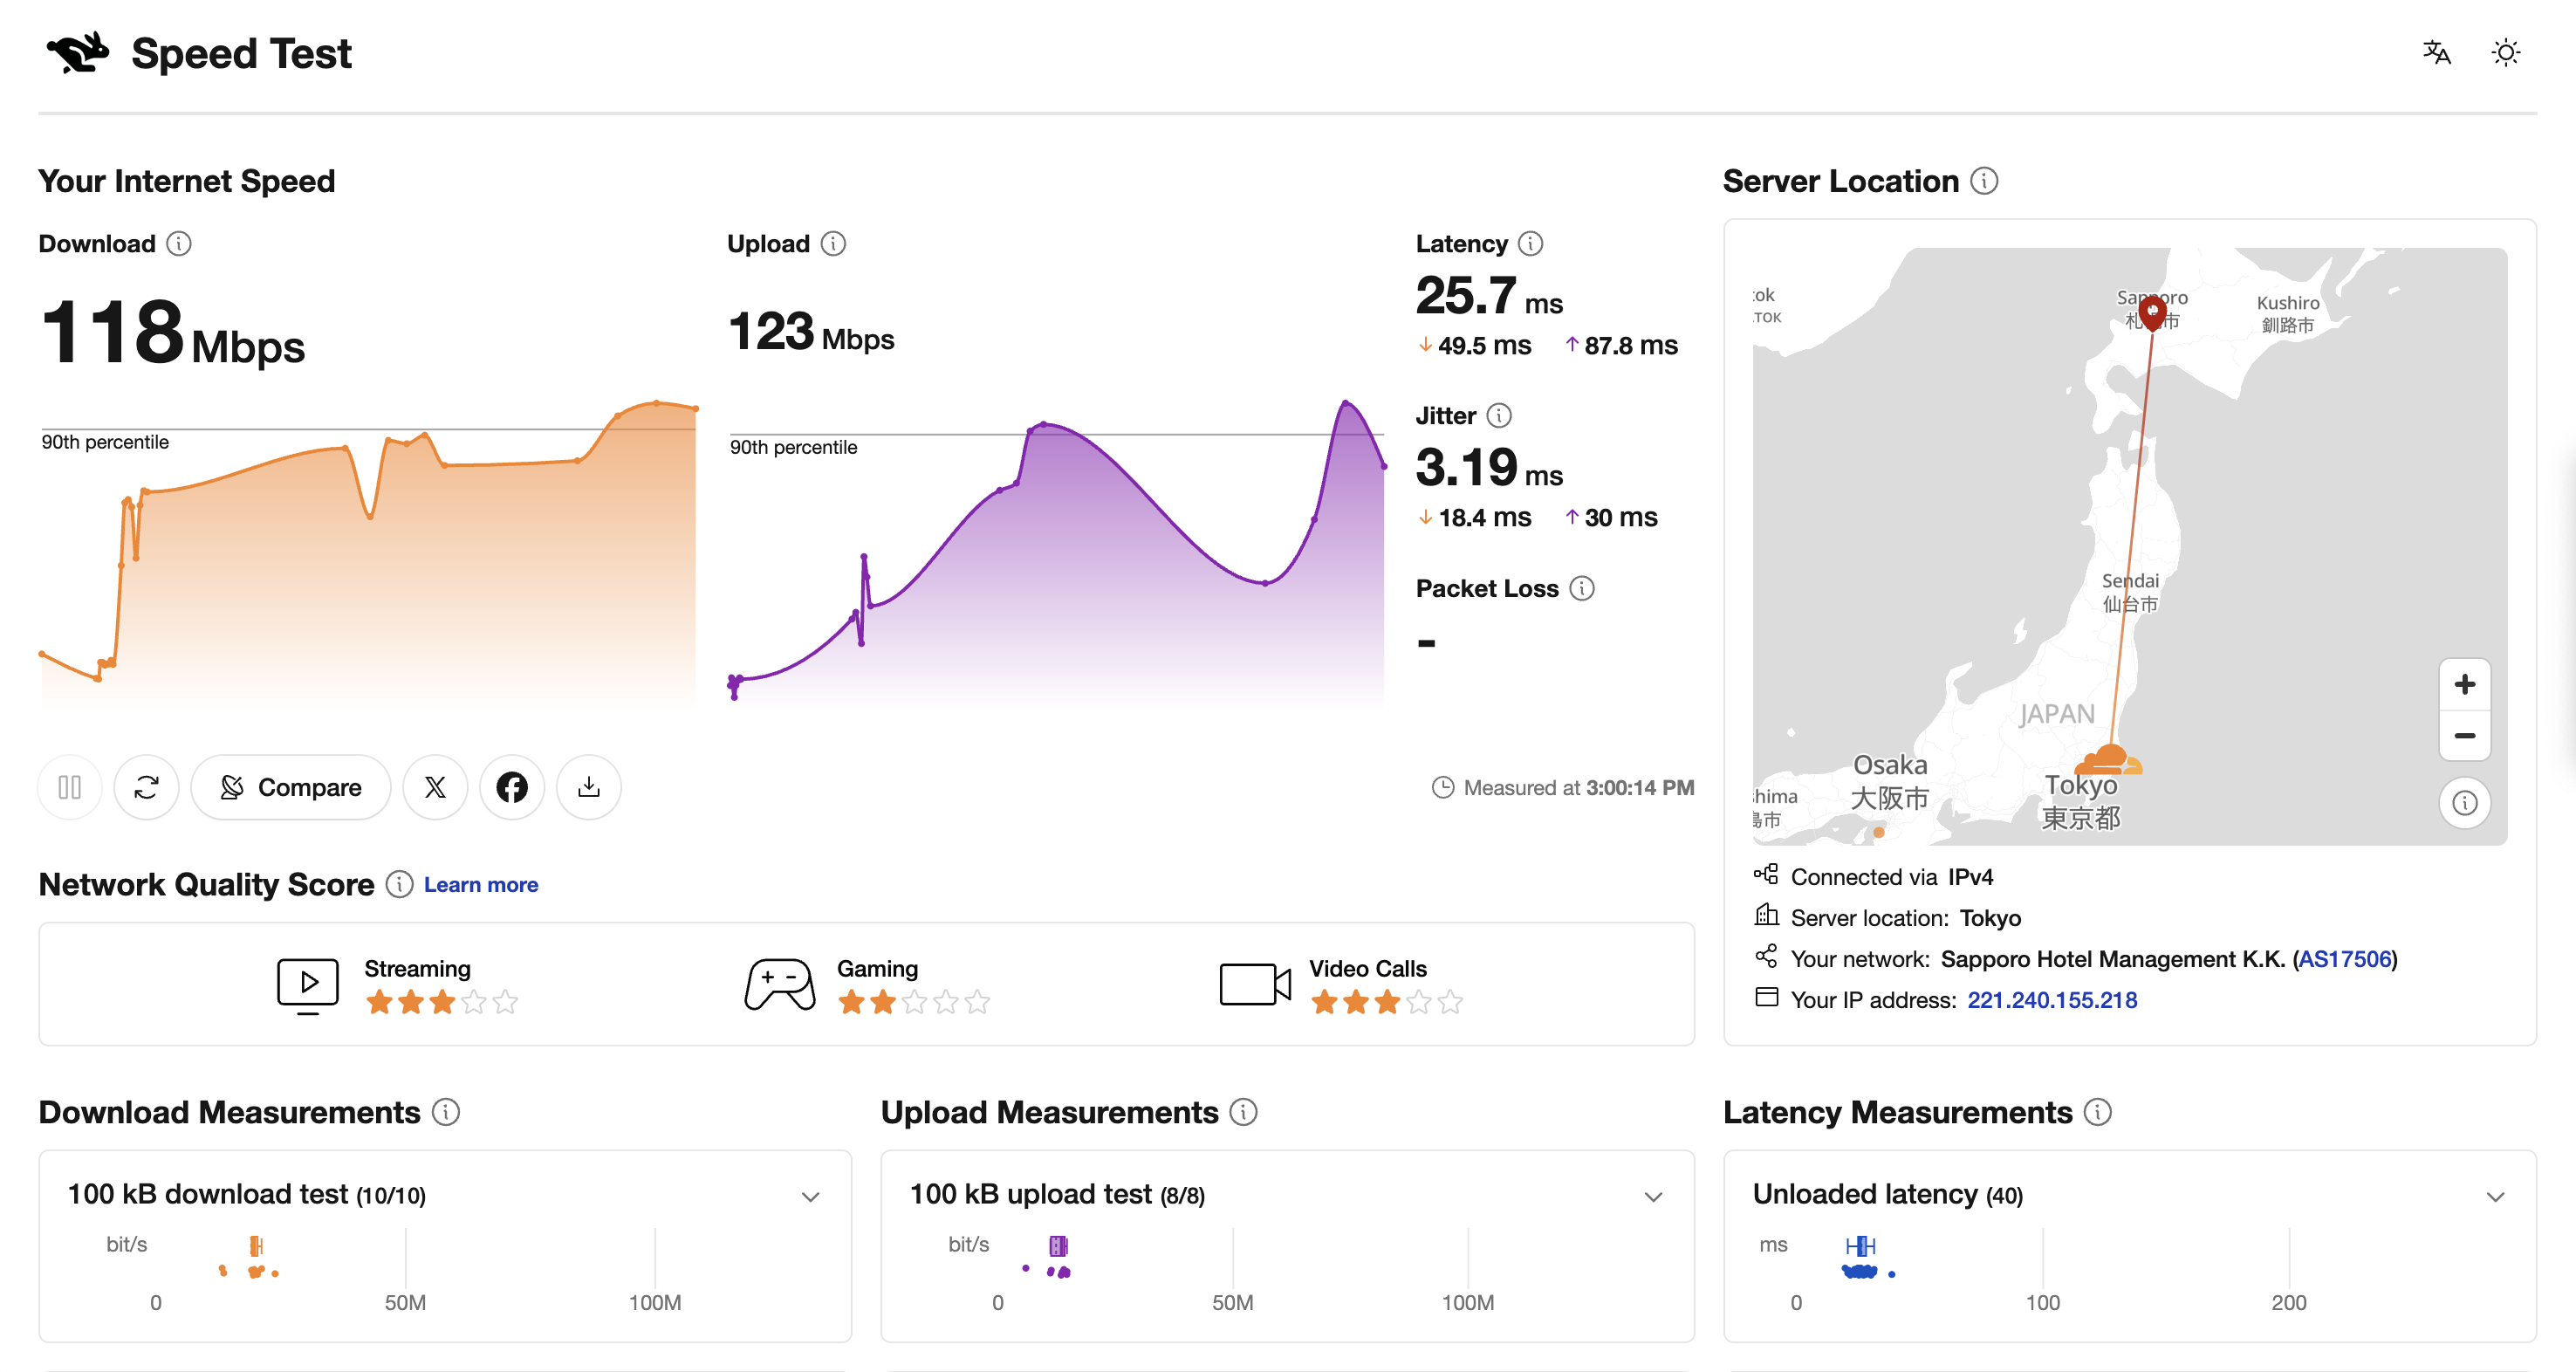 Speed Test
Your Internet Speed
Download
118 Mbps
90th percentile
Upload
123 Mbps
90th percentile
Latency
25.7 ms
↓ 49.5 ms ↑ 87.8 ms
Jitter
3.19 ms
↓ 18.4 ms ↑ 30 ms
Packet Loss
-
Compare
Measured at 3:00:14 PM
Server Location
tok
TOK
Sapporo
Kushiro
釧路市
Sendai
仙台市
JAPAN
Osaka
大阪市
hima
島市
Tokyo
東京都
+
−
Connected via IPv4
Server location: Tokyo
Your network: Sapporo Hotel Management K.K. (AS17506)
Your IP address: 221.240.155.218
Network Quality Score Learn more
Streaming
Gaming
Video Calls
Download Measurements
100 kB download test (10/10)
bit/s
0 50M 100M
Upload Measurements
100 kB upload test (8/8)
bit/s
0 50M 100M
Latency Measurements
Unloaded latency (40)
ms
0 100 200